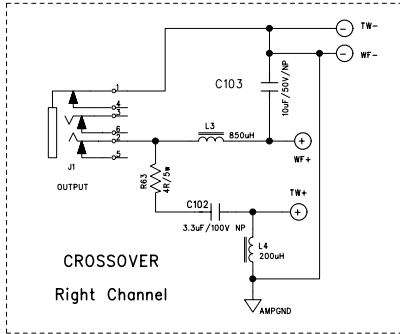 TW-
WF-
C103
10uF/50V/NP
1
4
3
6
2
5
J1
OUTPUT
L3
850uH
WF+
R63
4R/5w
TW+
C102
3.3uF/100V NP
L4
200uH
AMPGND
CROSSOVER
Right Channel